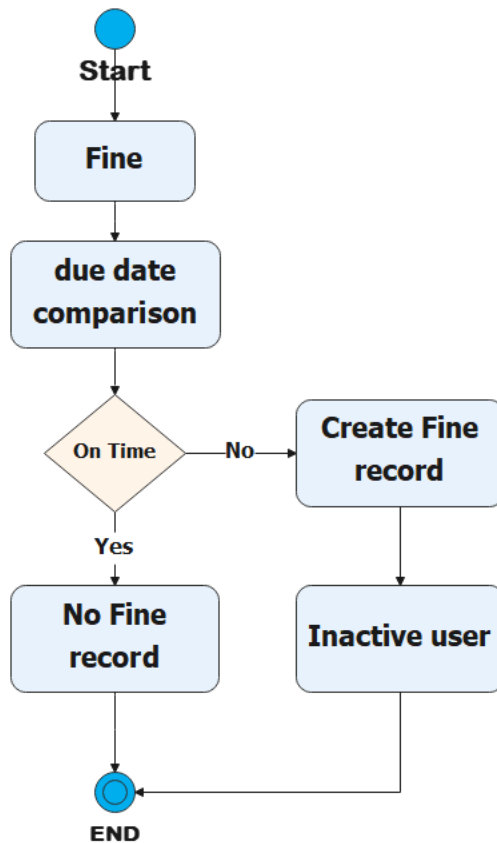 Start
Fine
due date
comparison
On Time
No
Create Fine
record
Yes
No Fine
record
Inactive user
END